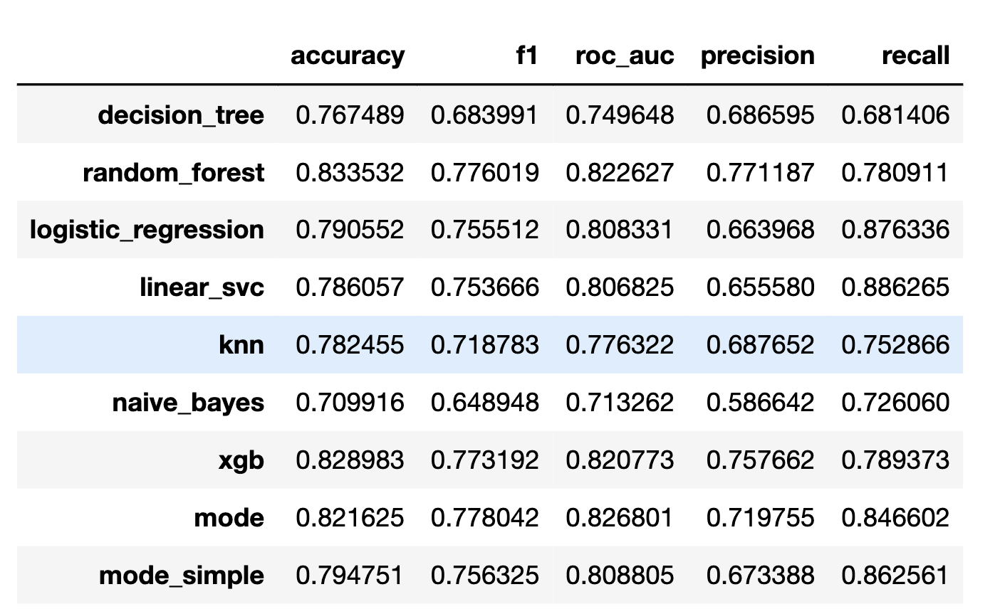 accuracy f1 roc_auc precision recall
decision_tree 0.767489 0.683991 0.749648 0.686595 0.681406
random_forest 0.833532 0.776019 0.822627 0.771187 0.780911
logistic_regression 0.790552 0.755512 0.808331 0.663968 0.876336
linear_svc 0.786057 0.753666 0.806825 0.655580 0.886265
knn 0.782455 0.718783 0.776322 0.687652 0.752866
naive_bayes 0.709916 0.648948 0.713262 0.586642 0.726060
xgb 0.828983 0.773192 0.820773 0.757662 0.789373
mode 0.821625 0.778042 0.826801 0.719755 0.846602
mode_simple 0.794751 0.756325 0.808805 0.673388 0.862561